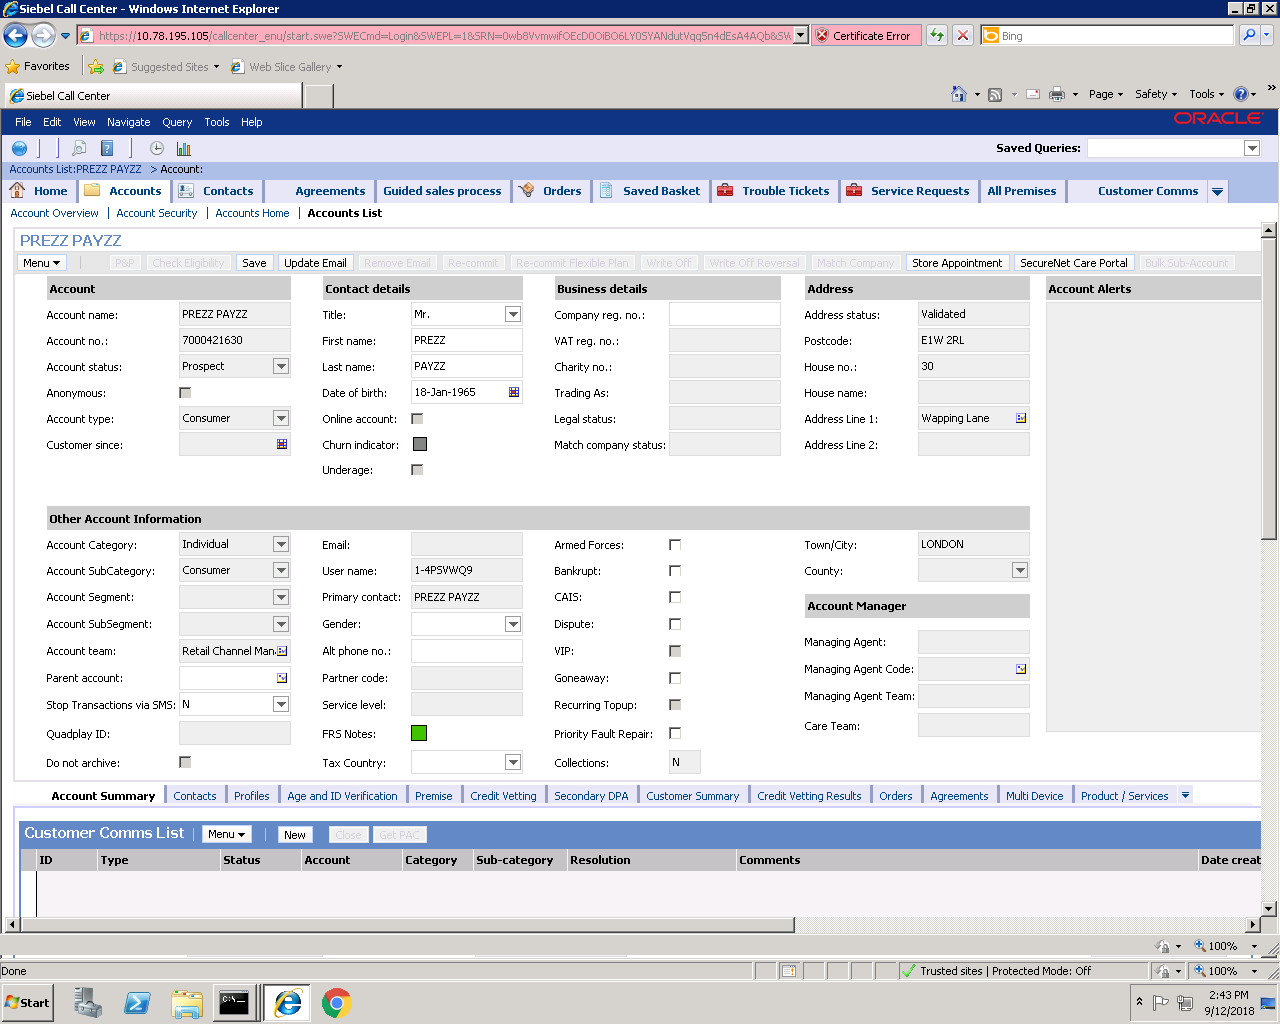 Siebel Call Center - Windows Internet Explorer
https://10.78.195.105/callcenter_enu/start.swe?SWECmd=Login&SWEPL=1&SRN=0wb8VvmwifOEcD0OiBO6LY0SYANdutVqq5n4dEsA4AQb&SW
Certificate Error
Bing
Favorites
Suggested Sites
Web Slice Gallery
Siebel Call Center
Page
Safety
Tools
File Edit View Navigate Query Tools Help
ORACLE
Saved Queries:
Accounts List:PREZZ PAYZZ > Account:
Home Accounts Contacts Agreements Guided sales process Orders Saved Basket Trouble Tickets Service Requests All Premises Customer Comms
Account Overview | Account Security | Accounts Home | Accounts List
PREZZ PAYZZ
Menu P&P Check Eligibility Save Update Email Remove Email Re-commit Re-commit Flexible Plan Write Off Write Off Reversal Match Company Store Appointment SecureNet Care Portal Bulk Sub-Account
Account Contact details Business details Address Account Alerts
Account name: PREZZ PAYZZ Title: Mr. Company reg. no.: Address status: Validated
Account no.: 7000421630 First name: PREZZ VAT reg. no.: Postcode: E1W 2RL
Account status: Prospect Last name: PAYZZ Charity no.: House no.: 30
Anonymous: Date of birth: 18-Jan-1965 Trading As: House name:
Account type: Consumer Online account: Legal status: Address Line 1: Wapping Lane
Customer since: Churn indicator: Match company status: Address Line 2:
Underage:
Other Account Information
Account Category: Individual Email: Armed Forces: Town/City: LONDON
Account SubCategory: Consumer User name: 1-4PSVWQ9 Bankrupt: County:
Account Segment: Primary contact: PREZZ PAYZZ CAIS: Account Manager
Account SubSegment: Gender: Dispute:
Account team: Retail Channel Man Alt phone no.: VIP: Managing Agent:
Parent account: Partner code: Goneaway: Managing Agent Code:
Stop Transactions via SMS: N Service level: Recurring Topup: Managing Agent Team:
Quadplay ID: FRS Notes: Priority Fault Repair: Care Team:
Do not archive: Tax Country: Collections: N
Account Summary Contacts Profiles Age and ID Verification Premise Credit Vetting Secondary DPA Customer Summary Credit Vetting Results Orders Agreements Multi Device Product / Services
Customer Comms List Menu New Close Get PAC
ID Type Status Account Category Sub-category Resolution Comments Date creat
100%
Done
Trusted sites | Protected Mode: Off
100%
Start
2:43 PM
9/12/2018